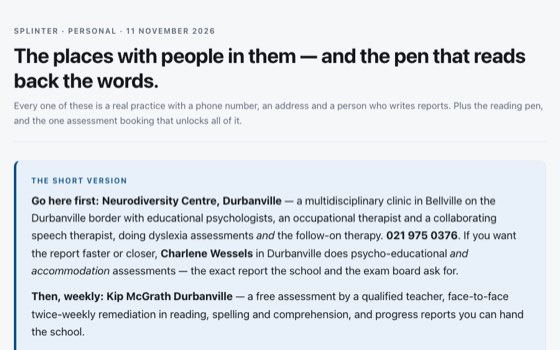 SPLINTER · PERSONAL · 11 NOVEMBER 2026
The places with people in them — and the pen that reads
back the words.
Every one of these is a real practice with a phone number, an address and a person who writes reports. Plus the reading pen,
and the one assessment booking that unlocks all of it.
THE SHORT VERSION
Go here first: Neurodiversity Centre, Durbanville — a multidisciplinary clinic in Bellville on the
Durbanville border with educational psychologists, an occupational therapist and a collaborating
speech therapist, doing dyslexia assessments and the follow-on therapy. 021 975 0376. If you want
the report faster or closer, Charlene Wessels in Durbanville does psycho-educational and
accommodation assessments — the exact report the school and the exam board ask for.
Then, weekly: Kip McGrath Durbanville — a free assessment by a qualified teacher, face-to-face
twice-weekly remediation in reading, spelling and comprehension, and progress reports you can hand
the school.